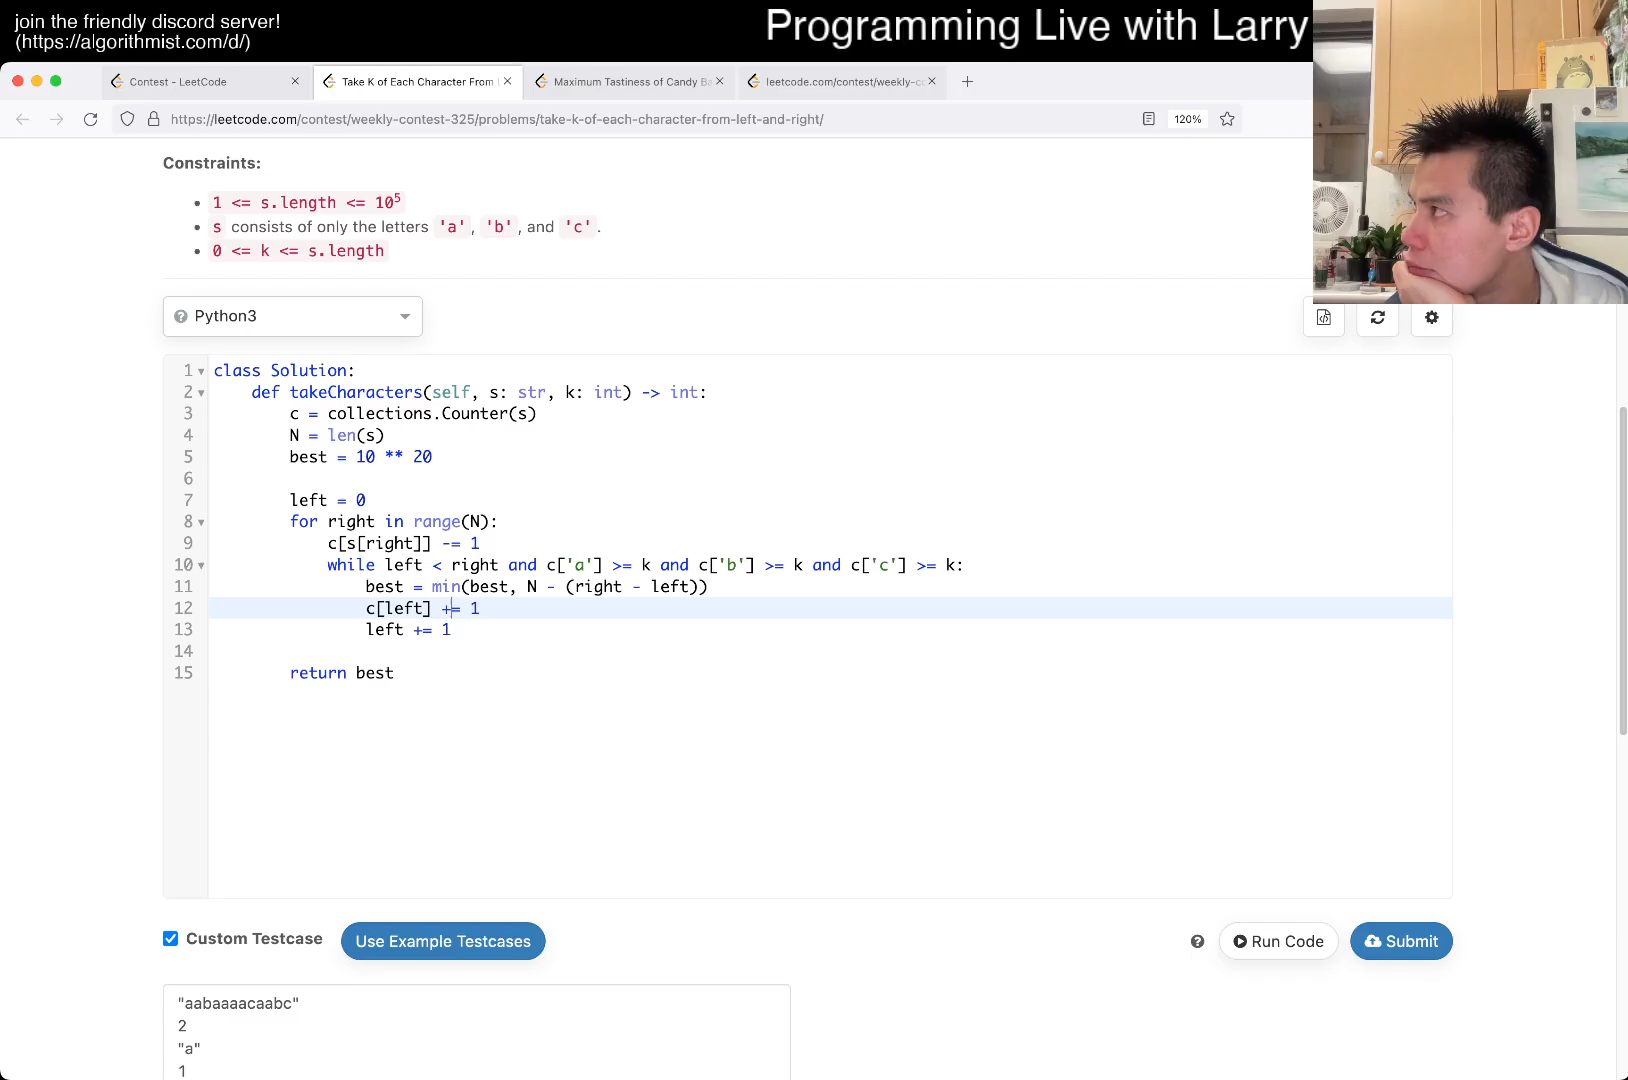 join the friendly discord server!
(https://algorithmist.com/d/)
Programming Live with Larry
Contest - LeetCode
Take K of Each Character From
Maximum Tastiness of Candy Ba
leetcode.com/contest/weekly-c
https://leetcode.com/contest/weekly-contest-325/problems/take-k-of-each-character-from-left-and-right/
120%
Constraints:
1 <= s.length <= 10⁵
s consists of only the letters 'a', 'b', and 'c'.
0 <= k <= s.length
Python3
1 class Solution:
2 def takeCharacters(self, s: str, k: int) -> int:
3 c = collections.Counter(s)
4 N = len(s)
5 best = 10 ** 20
6
7 left = 0
8 for right in range(N):
9 c[s[right]] -= 1
10 while left < right and c['a'] >= k and c['b'] >= k and c['c'] >= k:
11 best = min(best, N - (right - left))
12 c[left] += 1
13 left += 1
14
15 return best
Custom Testcase
Use Example Testcases
Run Code
Submit
"aabaaaacaabc"
2
"a"
1